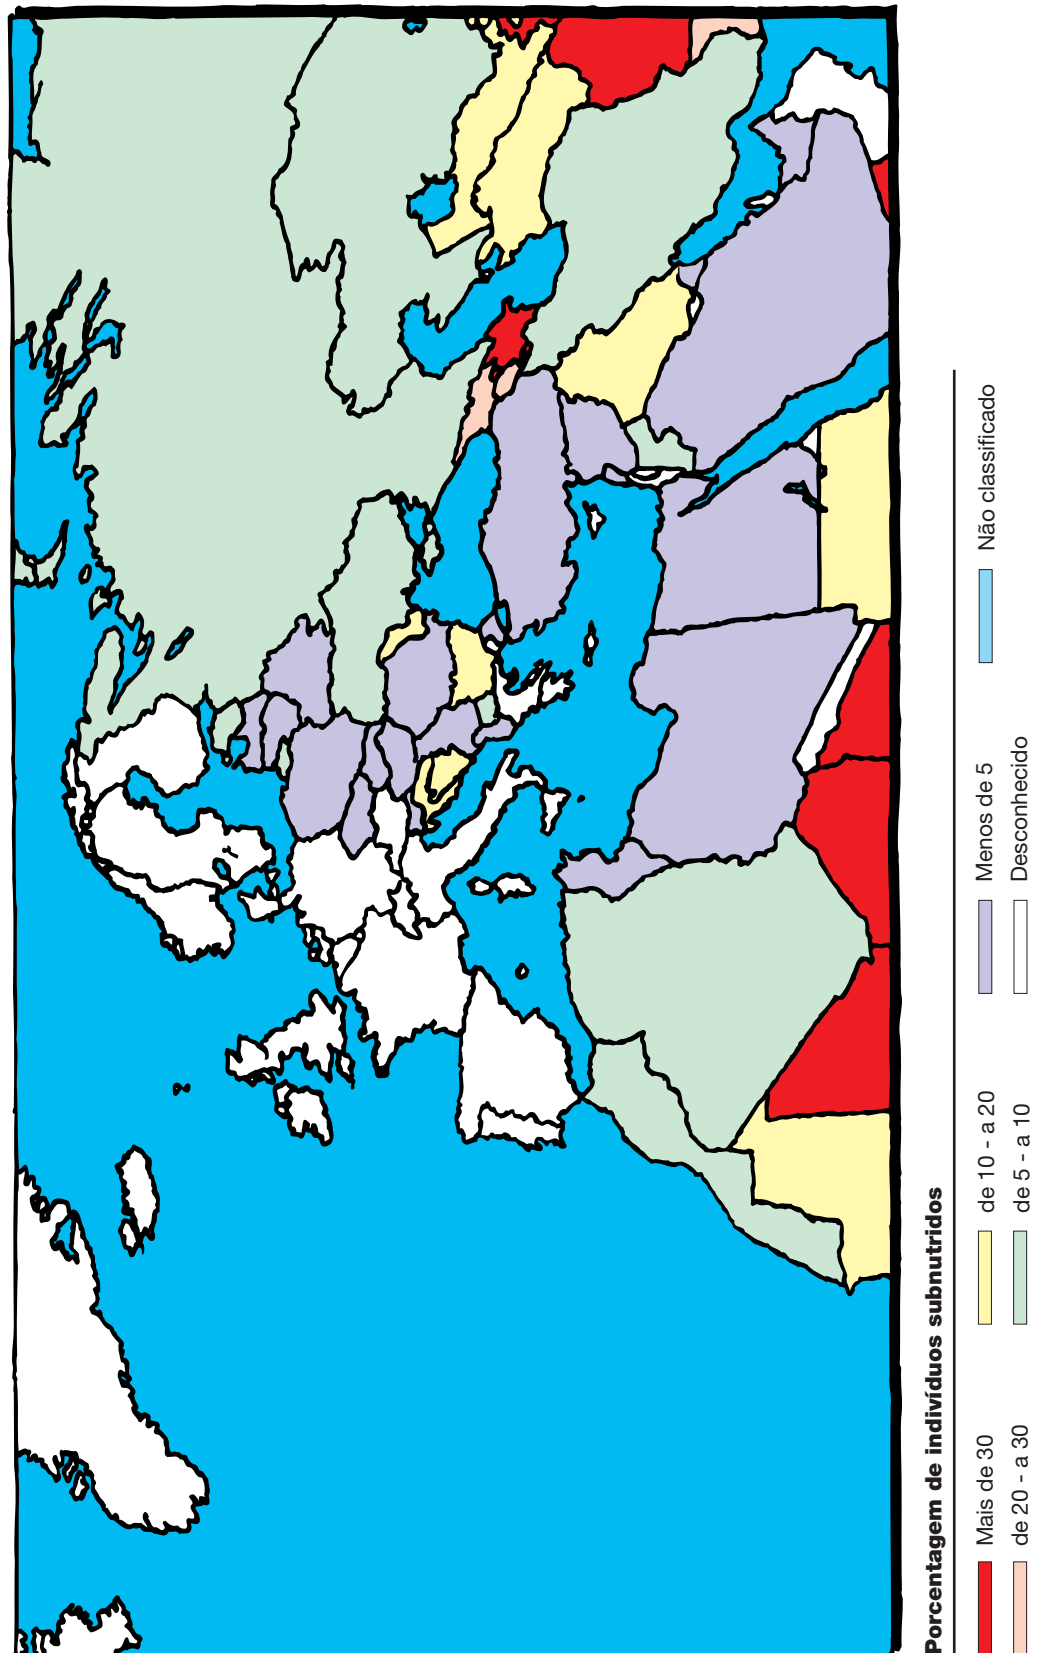 Porcentagem de indivíduos subnutridos
Mais de 30
de 10 - a 20
Menos de 5
Não classificado
de 20 - a 30
de 5 - a 10
Desconhecido